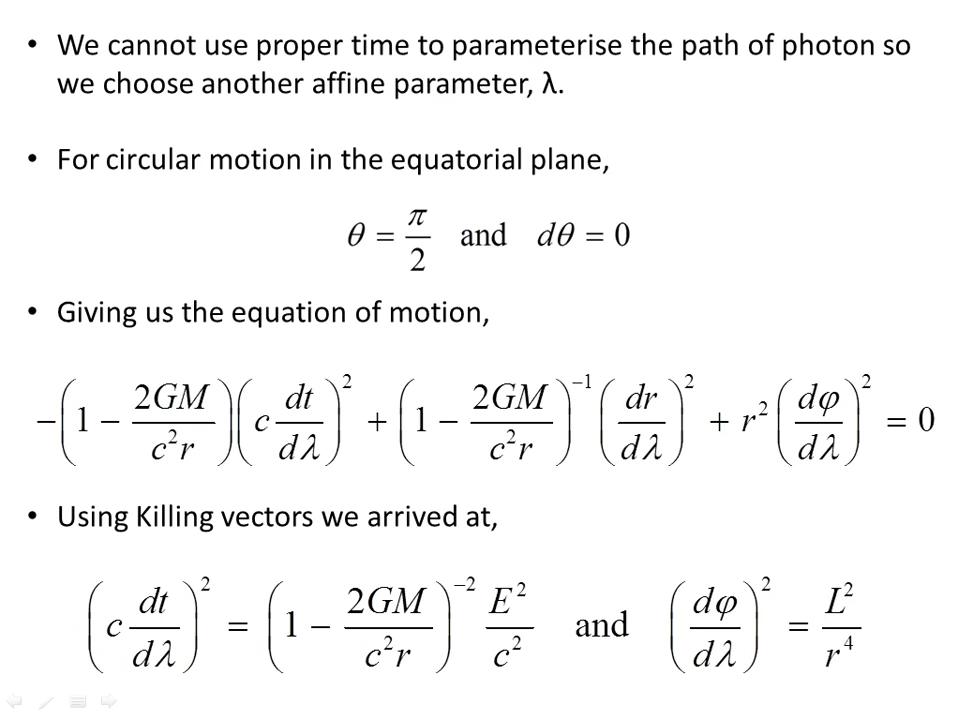 • We cannot use proper time to parameterise the path of photon so
we choose another affine parameter, λ.
• For circular motion in the equatorial plane,
θ = π/2 and dθ = 0
• Giving us the equation of motion,
−(1 − 2GM/c²r)(c dt/dλ)² + (1 − 2GM/c²r)⁻¹(dr/dλ)² + r²(dφ/dλ)² = 0
• Using Killing vectors we arrived at,
(c dt/dλ)² = (1 − 2GM/c²r)⁻² E²/c² and (dφ/dλ)² = L²/r⁴